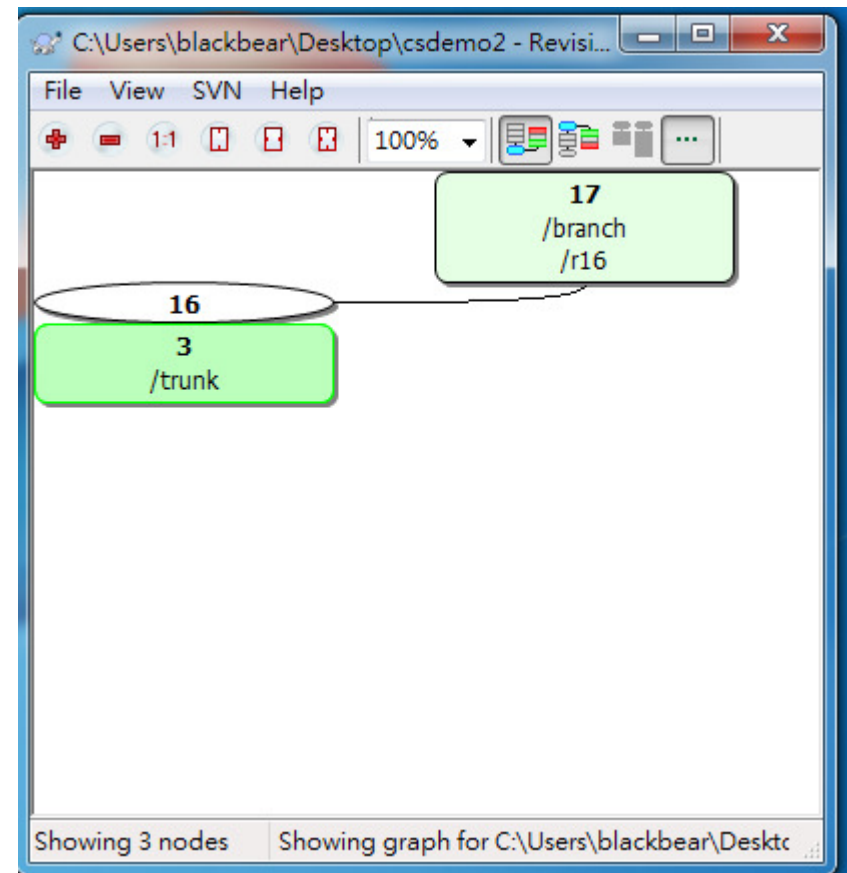 C:\Users\blackbear\Desktop\csdemo2 - Revisi...
File View SVN Help
1:1 100%
17
/branch
/r16
16
3
/trunk
Showing 3 nodes Showing graph for C:\Users\blackbear\Deskto